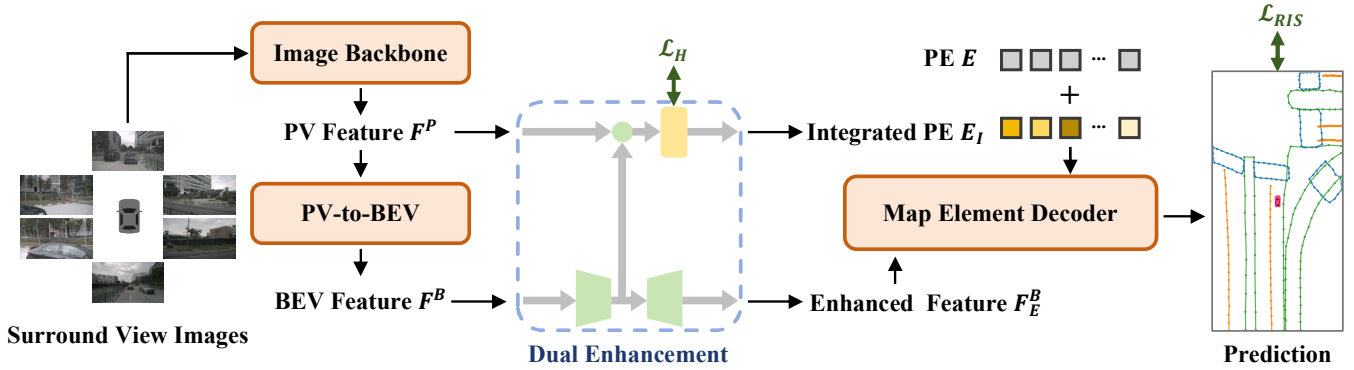 Image Backbone
PV Feature F^P
PV-to-BEV
BEV Feature F^B
Surround View Images
ℒ_H
Dual Enhancement
PE E
...
+
Integrated PE E_I
...
Map Element Decoder
Enhanced Feature F_E^B
ℒ_RIS
Prediction